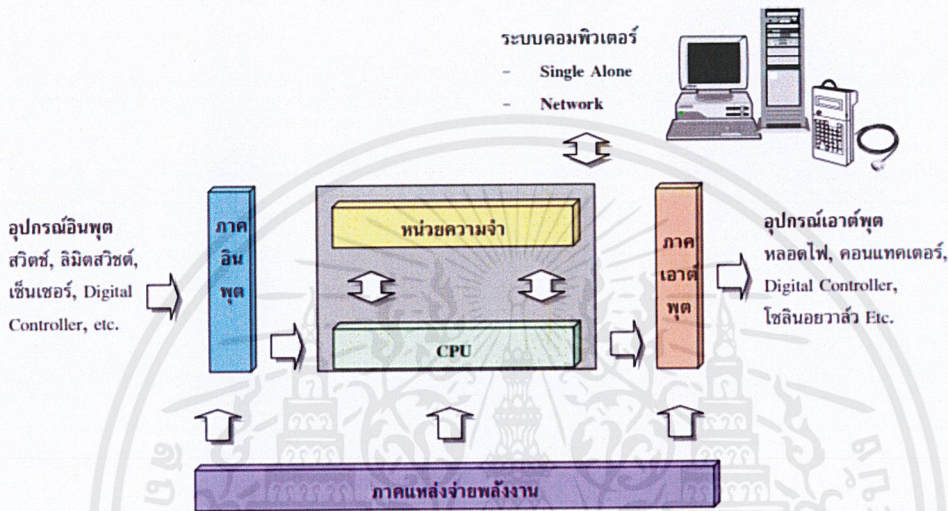 ระบบคอมพิวเตอร์
- Single Alone
- Network
อุปกรณ์อินพุต
สวิตช์, ลิมิตสวิชต์,
เซ็นเซอร์, Digital
Controller, etc.
ภาค
อิน
พุต
หน่วยความจำ
CPU
ภาค
เอาต์
พุต
อุปกรณ์เอาต์พุต
หลอดไฟ, คอนแทคเตอร์,
Digital Controller,
โซลินอยวาล์ว Etc.
ภาคแหล่งจ่ายพลังงาน